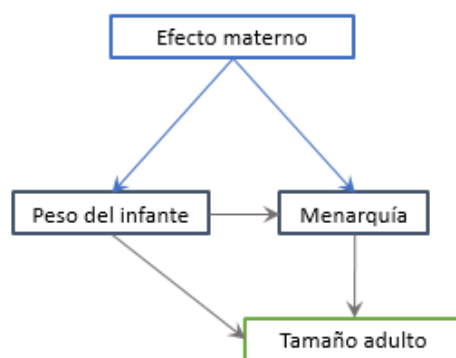 Efecto materno
Peso del infante
Menarquía
Tamaño adulto